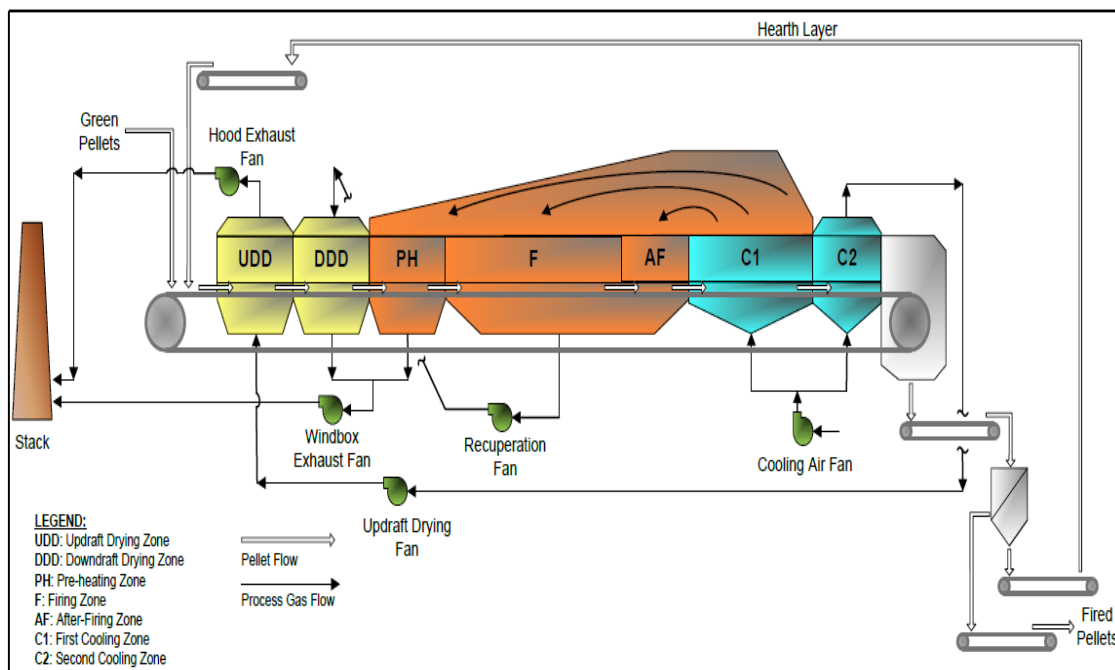 Hearth Layer
Green
Pellets
Hood Exhaust
Fan
UDD
DDD
PH
F
AF
C1
C2
Stack
Windbox
Exhaust Fan
Recuperation
Fan
Cooling Air Fan
Updraft Drying
Fan
LEGEND:
UDD: Updraft Drying Zone
DDD: Downdraft Drying Zone
PH: Pre-heating Zone
F: Firing Zone
AF: After-Firing Zone
C1: First Cooling Zone
C2: Second Cooling Zone
Pellet Flow
Process Gas Flow
Fired
Pellets